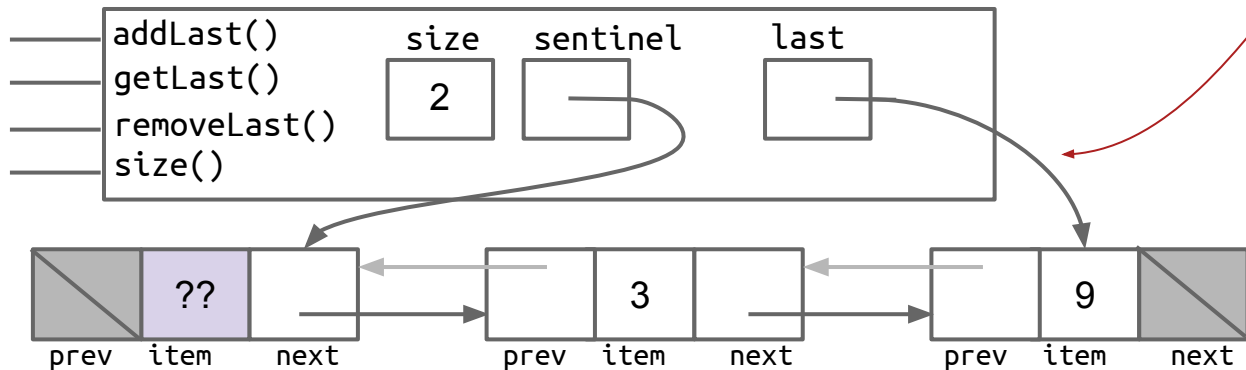 addLast()
size sentinel last
getLast()
2
removeLast()
size()
?? 3 9
prev item next prev item next prev item next